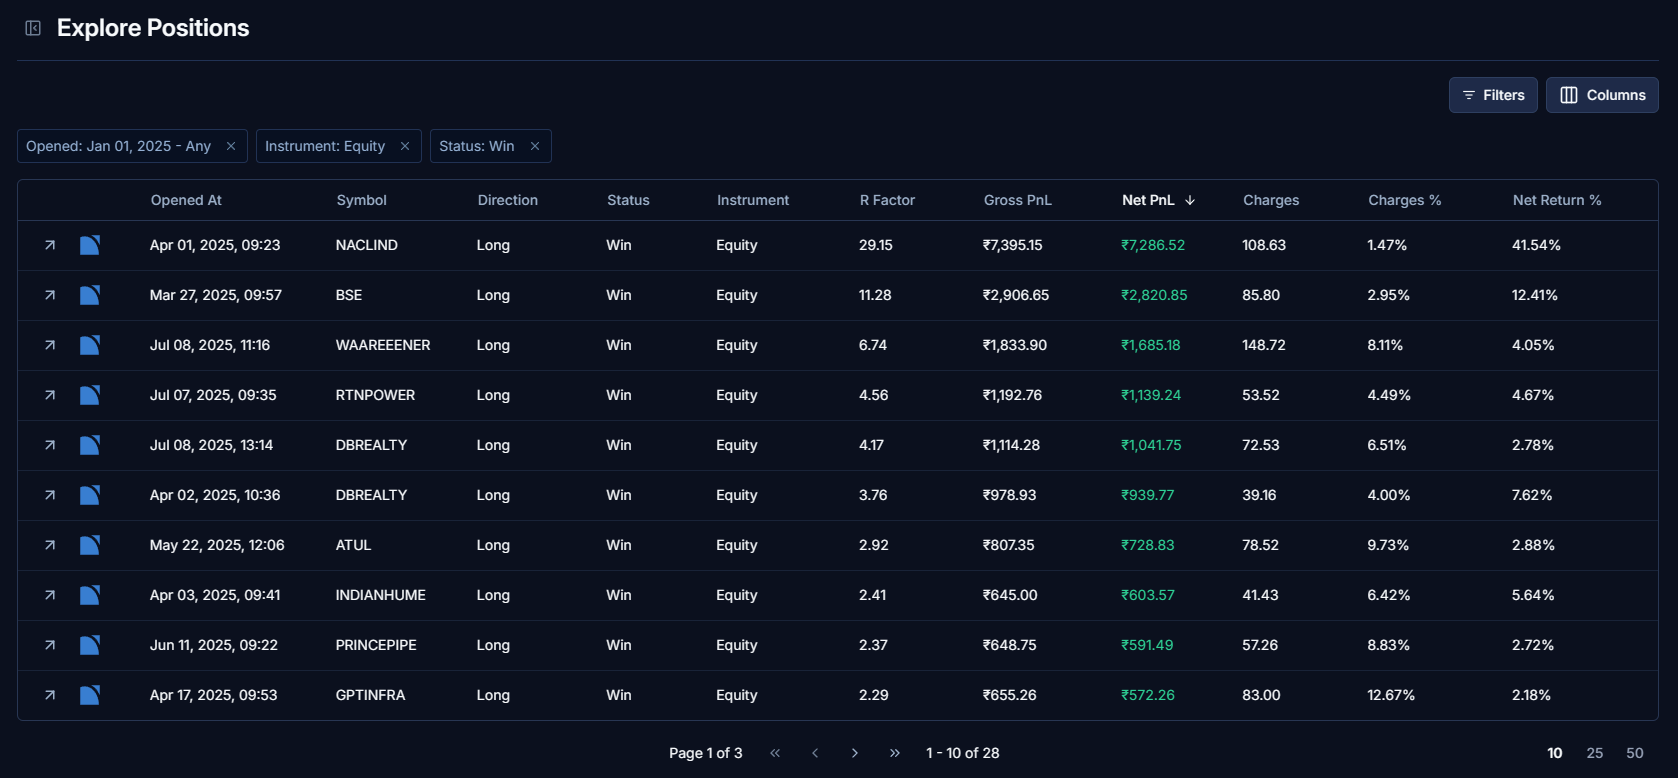 Explore Positions
Filters Columns
Opened: Jan 01, 2025 - Any × Instrument: Equity × Status: Win ×
Opened At Symbol Direction Status Instrument R Factor Gross PnL Net PnL ↓ Charges Charges % Net Return %
Apr 01, 2025, 09:23 NACLIND Long Win Equity 29.15 ₹7,395.15 ₹7,286.52 108.63 1.47% 41.54%
Mar 27, 2025, 09:57 BSE Long Win Equity 11.28 ₹2,906.65 ₹2,820.85 85.80 2.95% 12.41%
Jul 08, 2025, 11:16 WAAREEENER Long Win Equity 6.74 ₹1,833.90 ₹1,685.18 148.72 8.11% 4.05%
Jul 07, 2025, 09:35 RTNPOWER Long Win Equity 4.56 ₹1,192.76 ₹1,139.24 53.52 4.49% 4.67%
Jul 08, 2025, 13:14 DBREALTY Long Win Equity 4.17 ₹1,114.28 ₹1,041.75 72.53 6.51% 2.78%
Apr 02, 2025, 10:36 DBREALTY Long Win Equity 3.76 ₹978.93 ₹939.77 39.16 4.00% 7.62%
May 22, 2025, 12:06 ATUL Long Win Equity 2.92 ₹807.35 ₹728.83 78.52 9.73% 2.88%
Apr 03, 2025, 09:41 INDIANHUME Long Win Equity 2.41 ₹645.00 ₹603.57 41.43 6.42% 5.64%
Jun 11, 2025, 09:22 PRINCEPIPE Long Win Equity 2.37 ₹648.75 ₹591.49 57.26 8.83% 2.72%
Apr 17, 2025, 09:53 GPTINFRA Long Win Equity 2.29 ₹655.26 ₹572.26 83.00 12.67% 2.18%
Page 1 of 3 « ‹ › » 1 - 10 of 28 10 25 50